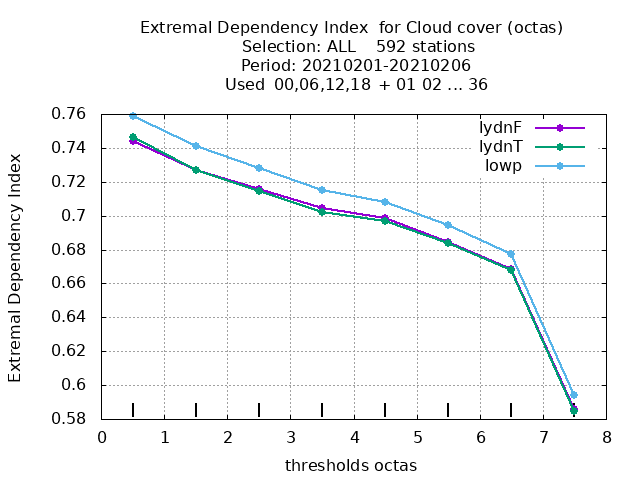 Extremal Dependency Index  for Cloud cover (octas)
Selection: ALL    592 stations
Period: 20210201-20210206
Used  00,06,12,18  + 01 02 ... 36
Extremal Dependency Index
0.76
0.74
0.72
0.7
0.68
0.66
0.64
0.62
0.6
0.58
lydnF
lydnT
lowp
0 1 2 3 4 5 6 7 8
thresholds octas